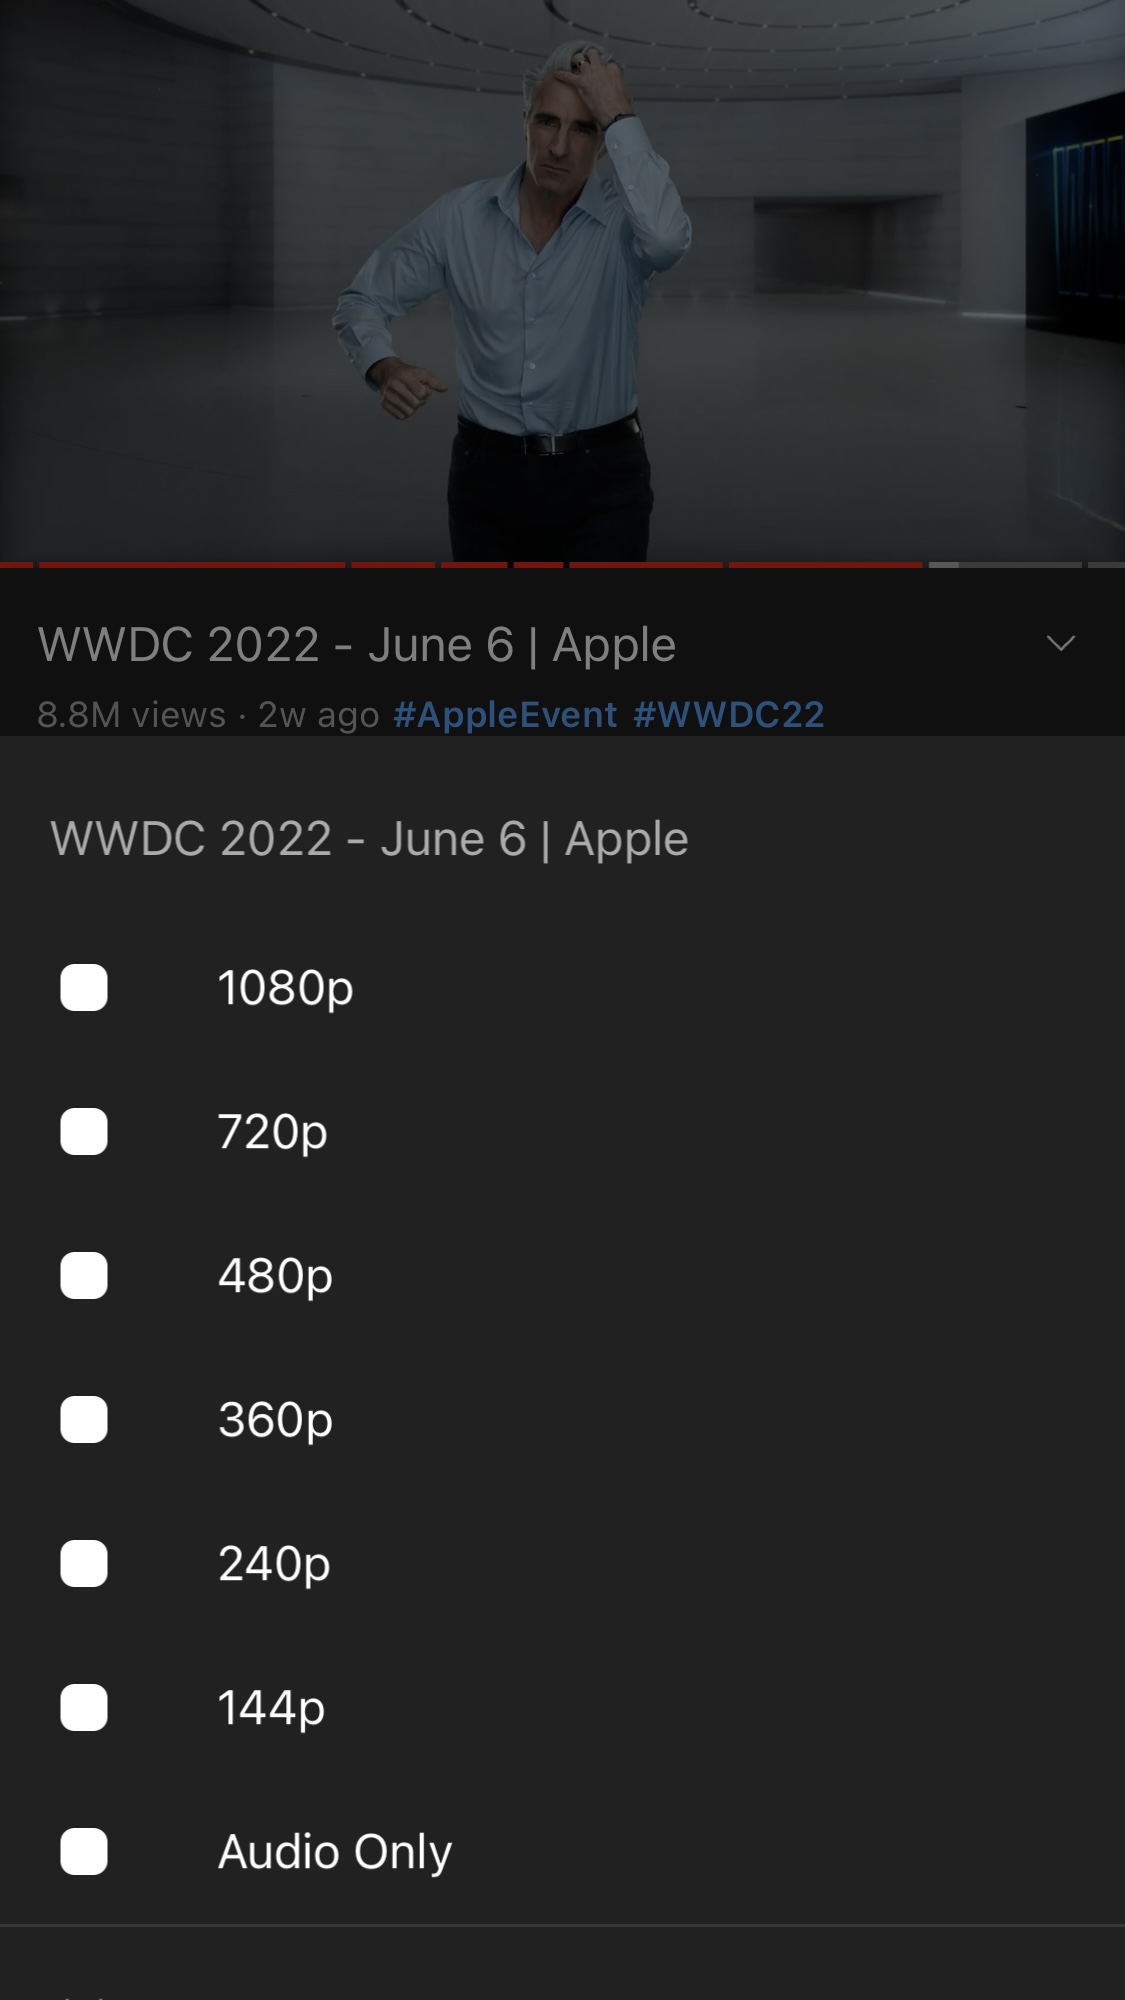 WWDC 2022 - June 6 | Apple
8.8M views · 2w ago #AppleEvent #WWDC22
WWDC 2022 - June 6 | Apple
1080p
720p
480p
360p
240p
144p
Audio Only